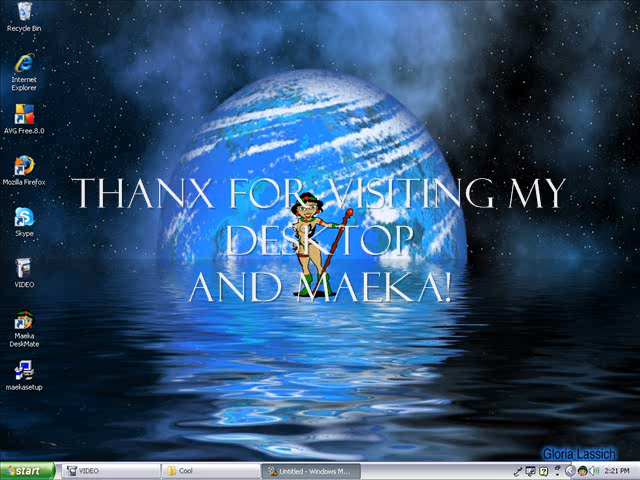 Recycle Bin
Internet
Explorer
AVG Free.8.0
Mozilla Firefox
Skype
VIDEO
Maeka
DeskMate
maekasetup
THANX FOR VISITING MY
DESKTOP
AND MAEKA!
Gloria Lassich
start
VIDEO
Cool
Untitled - Windows M...
2:21 PM